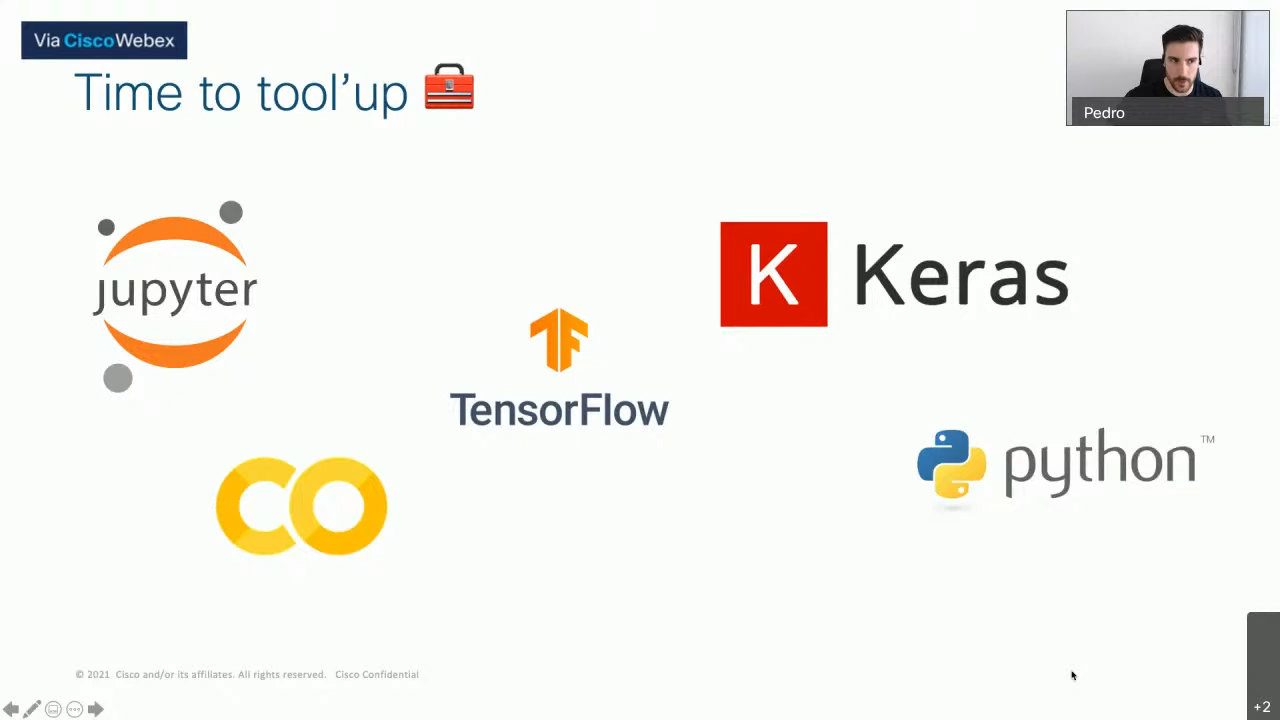 Via CiscoWebex
Time to tool’up
Pedro
jupyter
K Keras
TensorFlow
python™
CO
© 2021 Cisco and/or its affiliates. All rights reserved. Cisco Confidential
+2